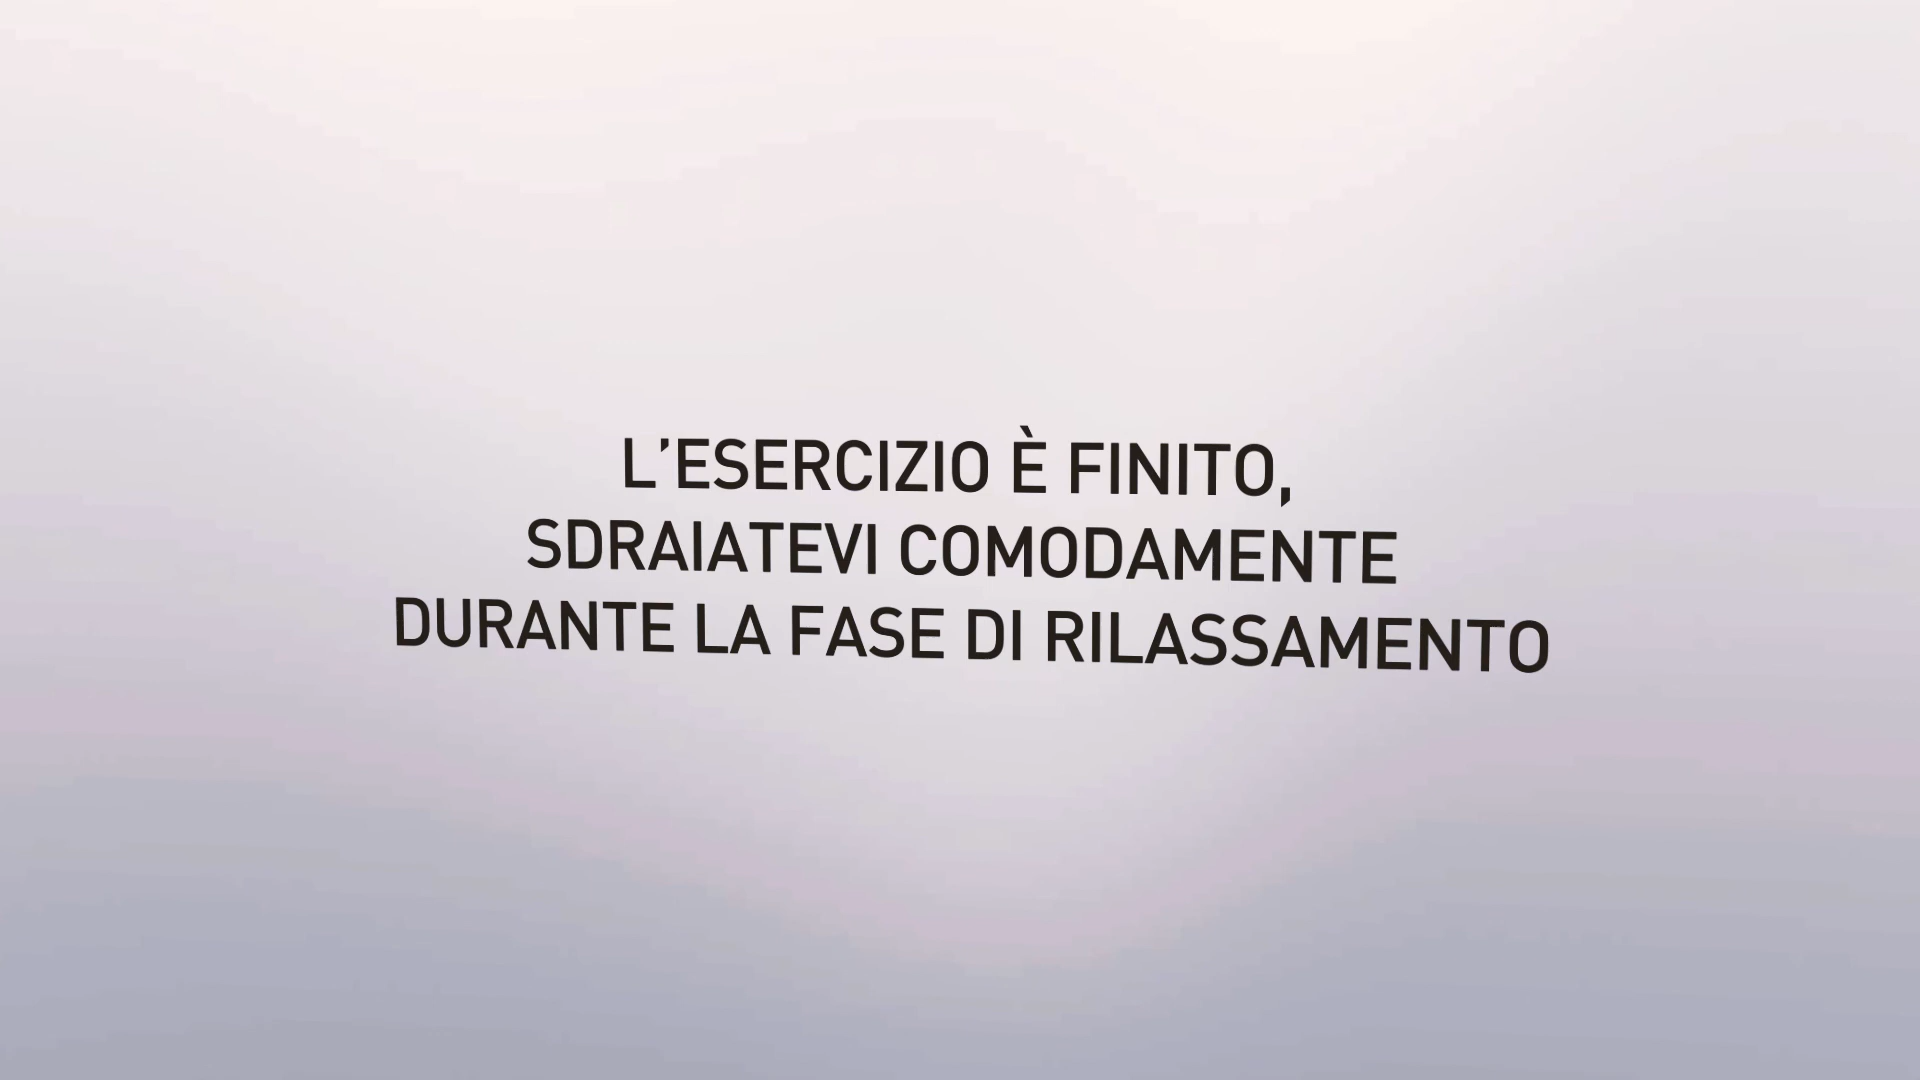 L’ESERCIZIO È FINITO,
SDRAIATEVI COMODAMENTE
DURANTE LA FASE DI RILASSAMENTO